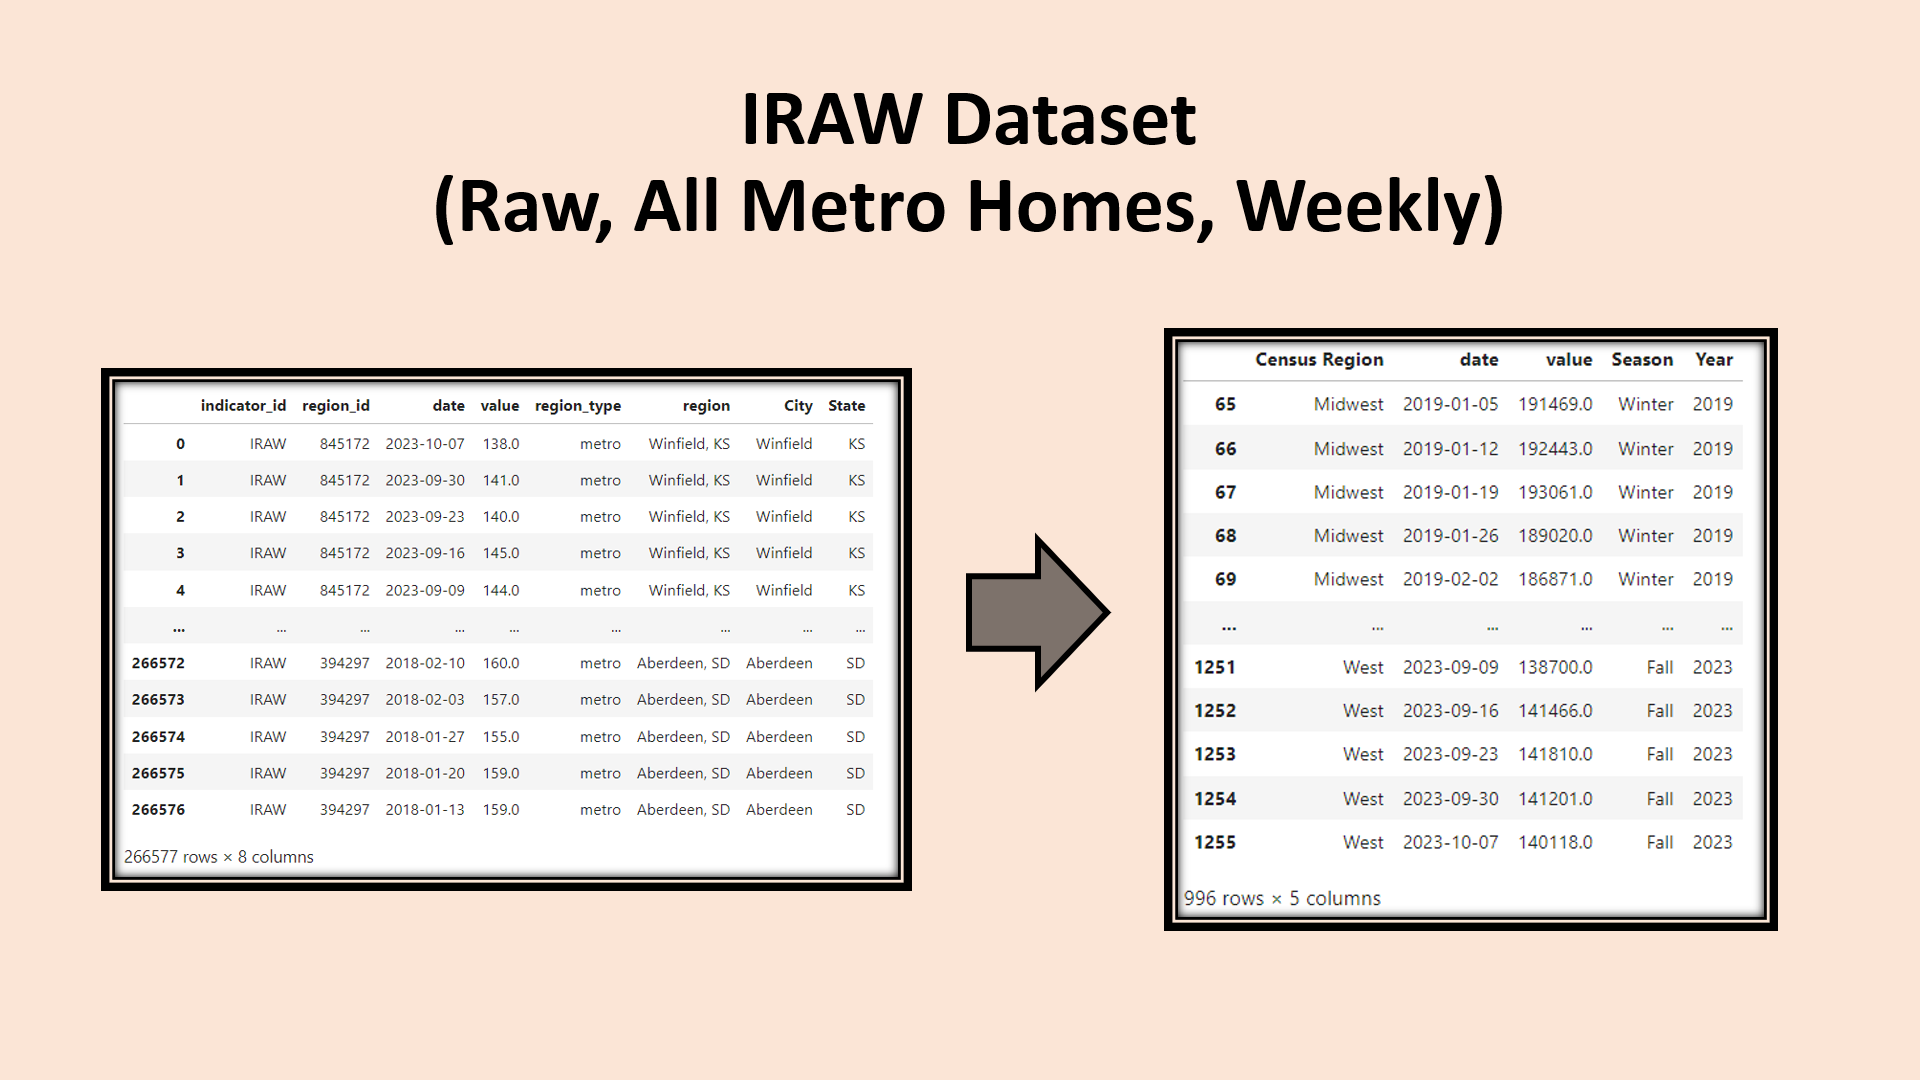 IRAW Dataset
(Raw, All Metro Homes, Weekly)
indicator_id region_id date value region_type region City State
0 IRAW 845172 2023-10-07 138.0 metro Winfield, KS Winfield KS
1 IRAW 845172 2023-09-30 141.0 metro Winfield, KS Winfield KS
2 IRAW 845172 2023-09-23 140.0 metro Winfield, KS Winfield KS
3 IRAW 845172 2023-09-16 145.0 metro Winfield, KS Winfield KS
4 IRAW 845172 2023-09-09 144.0 metro Winfield, KS Winfield KS
... ... ... ... ... ... ... ... ...
266572 IRAW 394297 2018-02-10 160.0 metro Aberdeen, SD Aberdeen SD
266573 IRAW 394297 2018-02-03 157.0 metro Aberdeen, SD Aberdeen SD
266574 IRAW 394297 2018-01-27 155.0 metro Aberdeen, SD Aberdeen SD
266575 IRAW 394297 2018-01-20 159.0 metro Aberdeen, SD Aberdeen SD
266576 IRAW 394297 2018-01-13 159.0 metro Aberdeen, SD Aberdeen SD
266577 rows × 8 columns
Census Region date value Season Year
65 Midwest 2019-01-05 191469.0 Winter 2019
66 Midwest 2019-01-12 192443.0 Winter 2019
67 Midwest 2019-01-19 193061.0 Winter 2019
68 Midwest 2019-01-26 189020.0 Winter 2019
69 Midwest 2019-02-02 186871.0 Winter 2019
... ... ... ... ... ...
1251 West 2023-09-09 138700.0 Fall 2023
1252 West 2023-09-16 141466.0 Fall 2023
1253 West 2023-09-23 141810.0 Fall 2023
1254 West 2023-09-30 141201.0 Fall 2023
1255 West 2023-10-07 140118.0 Fall 2023
996 rows × 5 columns